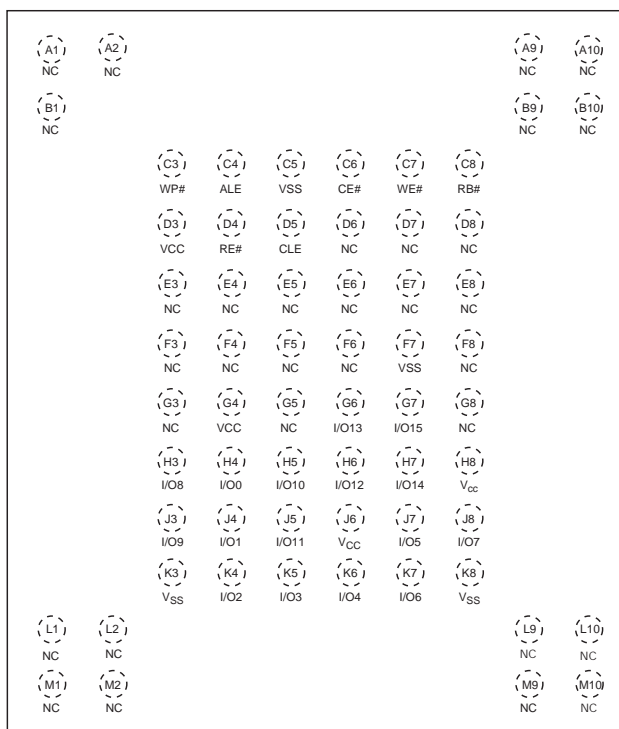 A1 A2 A9 A10
NC NC NC NC
B1 B9 B10
NC NC NC
C3 C4 C5 C6 C7 C8
WP# ALE VSS CE# WE# RB#
D3 D4 D5 D6 D7 D8
VCC RE# CLE NC NC NC
E3 E4 E5 E6 E7 E8
NC NC NC NC NC NC
F3 F4 F5 F6 F7 F8
NC NC NC NC VSS NC
G3 G4 G5 G6 G7 G8
NC VCC NC I/O13 I/O15 NC
H3 H4 H5 H6 H7 H8
I/O8 I/O0 I/O10 I/O12 I/O14 Vcc
J3 J4 J5 J6 J7 J8
I/O9 I/O1 I/O11 VCC I/O5 I/O7
K3 K4 K5 K6 K7 K8
VSS I/O2 I/O3 I/O4 I/O6 VSS
L1 L2 L9 L10
NC NC NC NC
M1 M2 M9 M10
NC NC NC NC